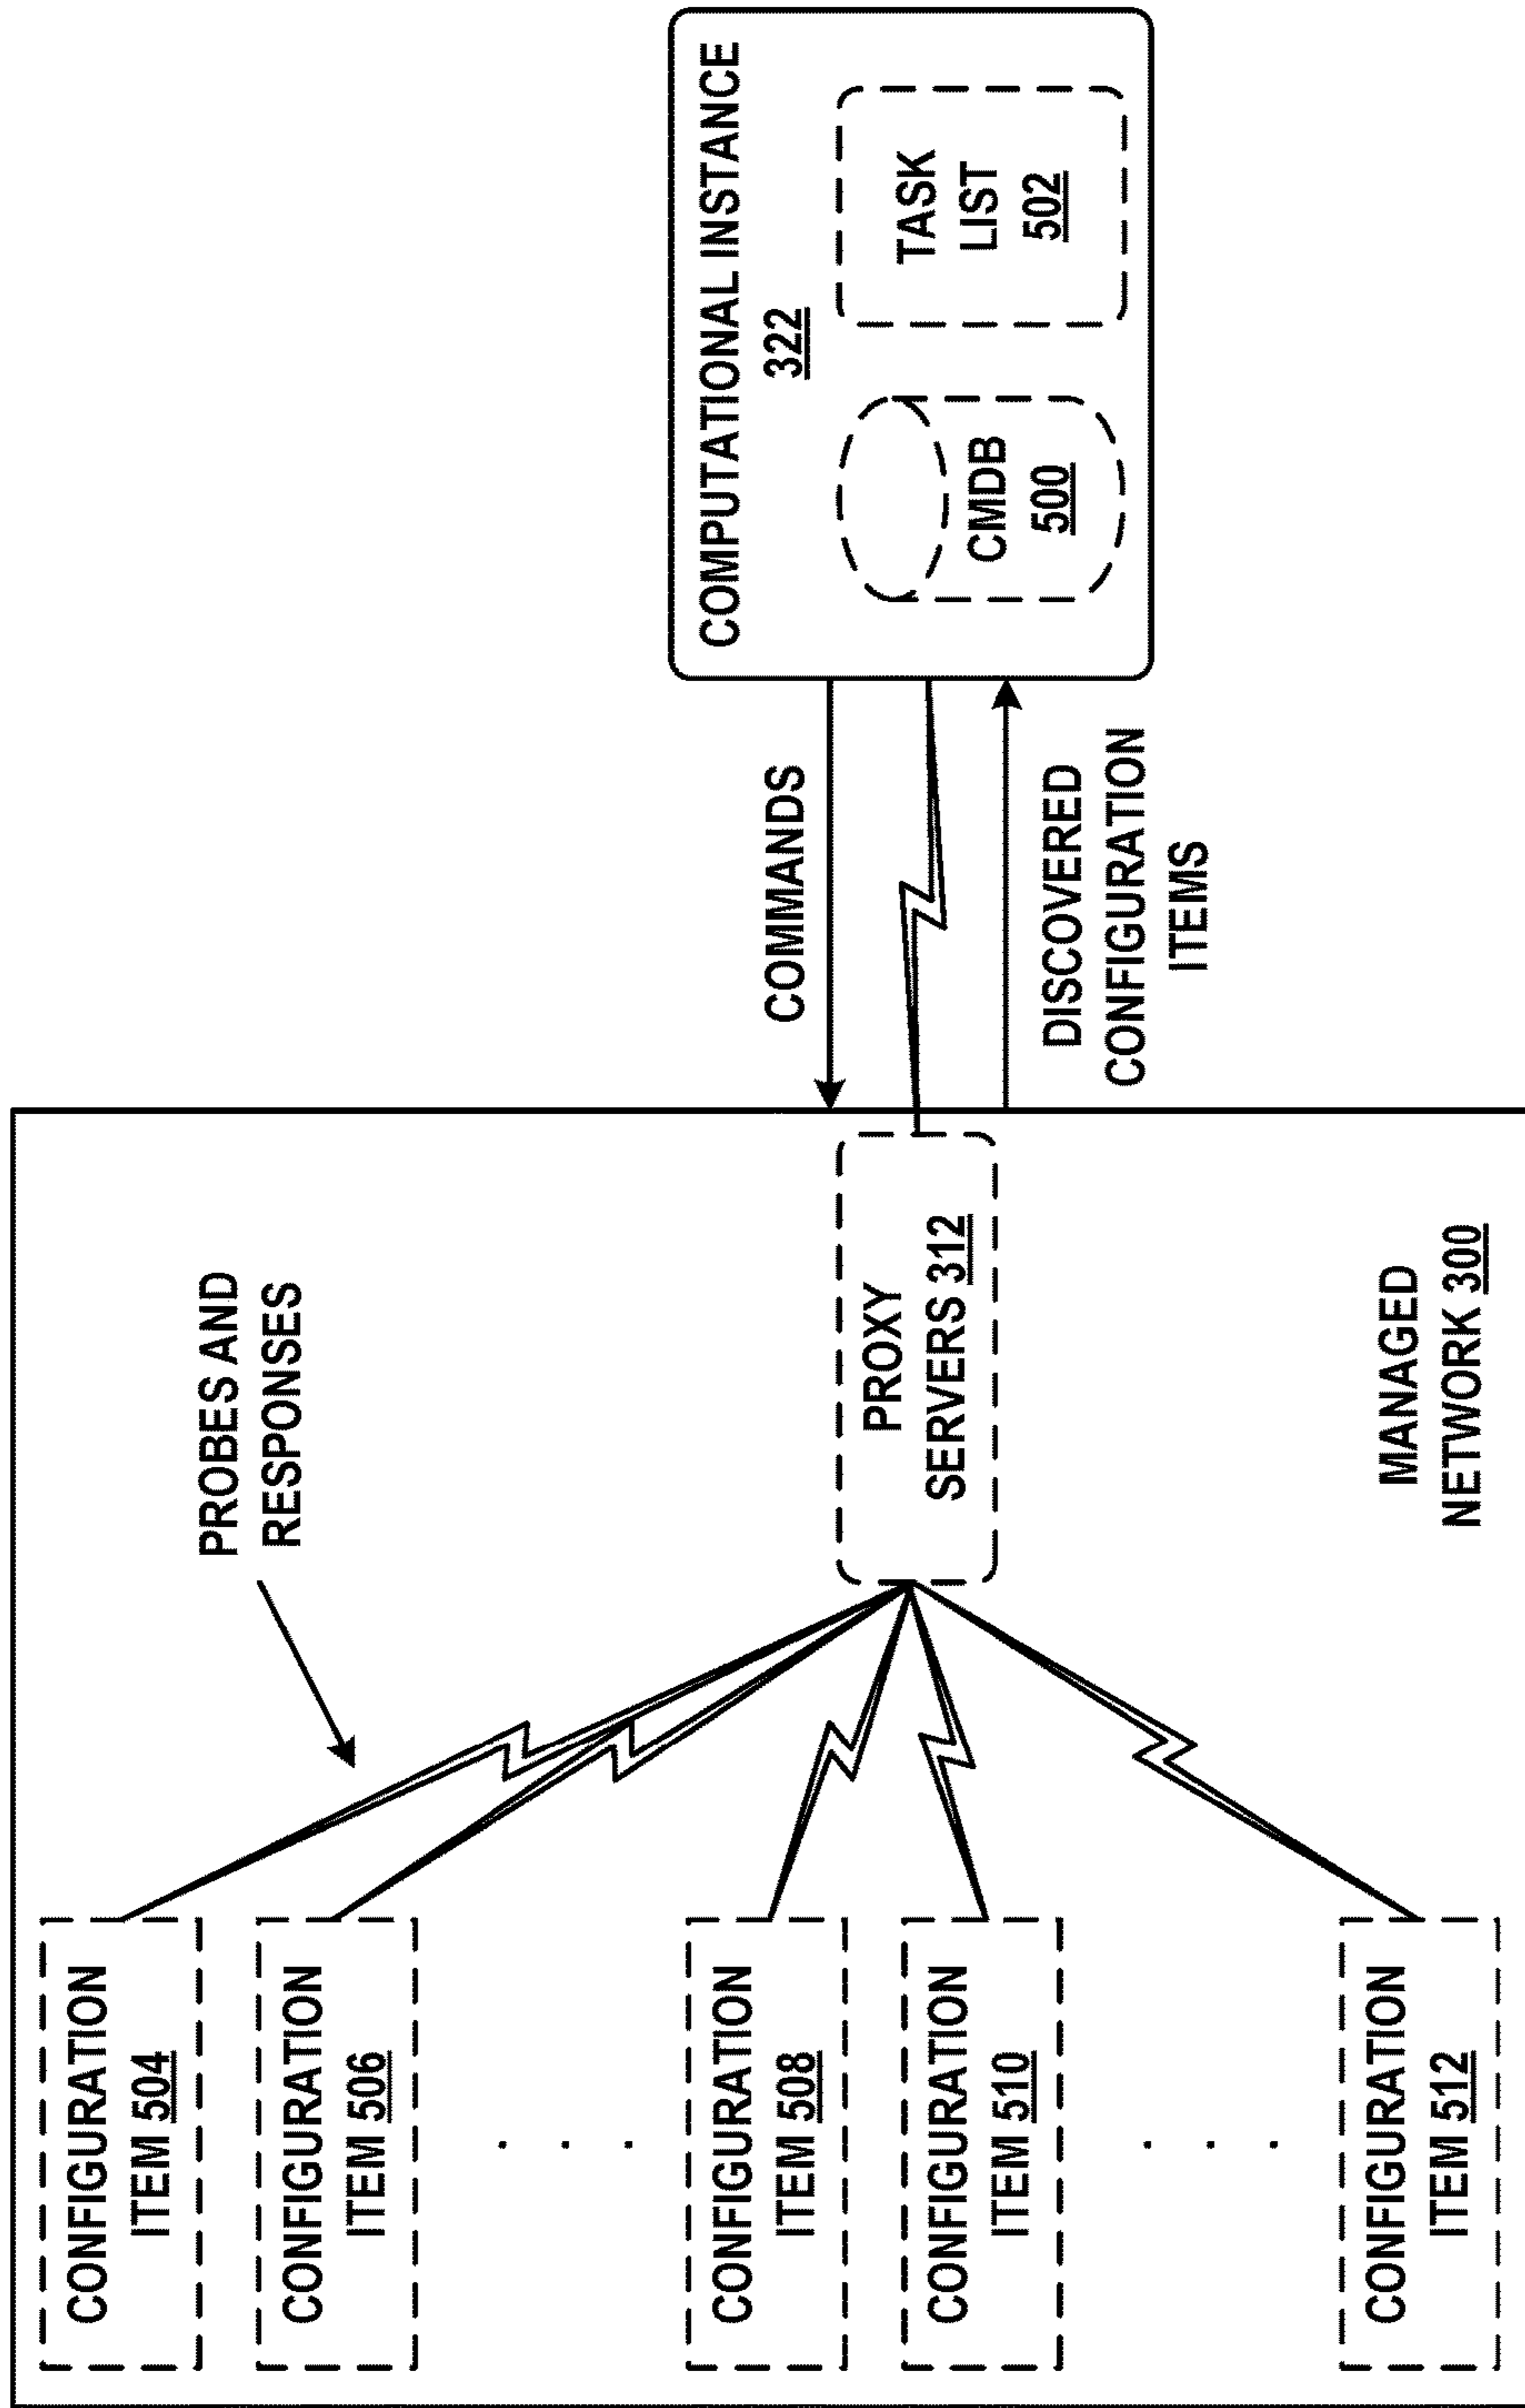 CONFIGURATION
ITEM 504
CONFIGURATION
ITEM 506
. . .
CONFIGURATION
ITEM 508
CONFIGURATION
ITEM 510
. . .
CONFIGURATION
ITEM 512
PROBES AND
RESPONSES
PROXY
SERVERS 312
MANAGED
NETWORK 300
COMMANDS
DISCOVERED
CONFIGURATION
ITEMS
COMPUTATIONAL INSTANCE
322
CMDB
500
TASK
LIST
502